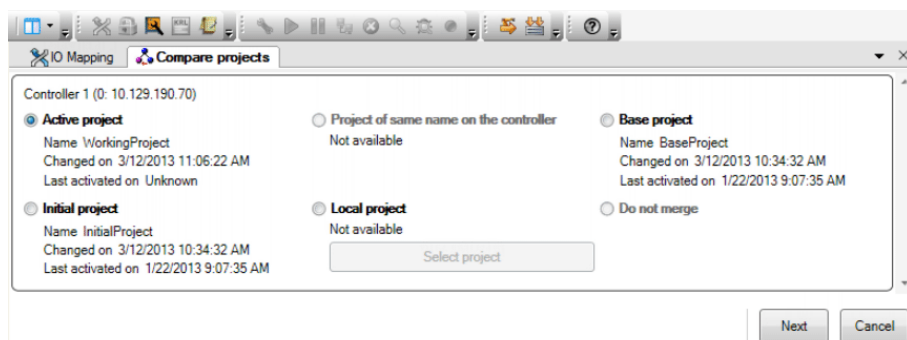 IO Mapping
Compare projects
Controller 1 (0: 10.129.190.70)
Active project
Name WorkingProject
Changed on 3/12/2013 11:06:22 AM
Last activated on Unknown
Project of same name on the controller
Not available
Base project
Name BaseProject
Changed on 3/12/2013 10:34:32 AM
Last activated on 1/22/2013 9:07:35 AM
Initial project
Name InitialProject
Changed on 3/12/2013 10:34:32 AM
Last activated on 1/22/2013 9:07:35 AM
Local project
Not available
Select project
Do not merge
Next
Cancel